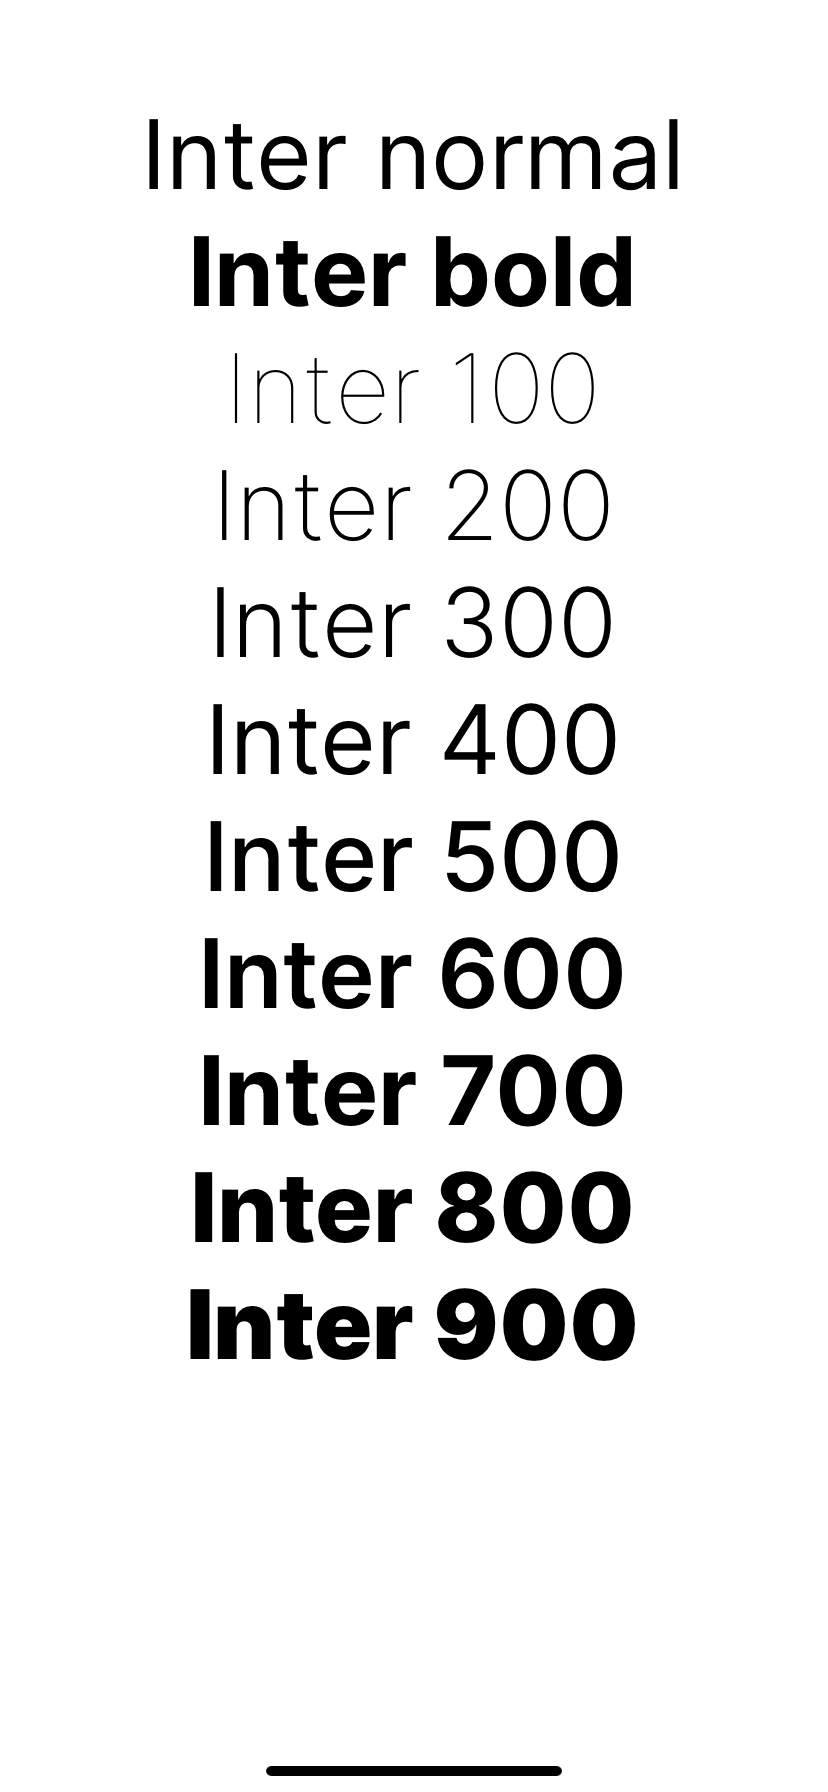 Inter normal
Inter bold
Inter 100
Inter 200
Inter 300
Inter 400
Inter 500
Inter 600
Inter 700
Inter 800
Inter 900